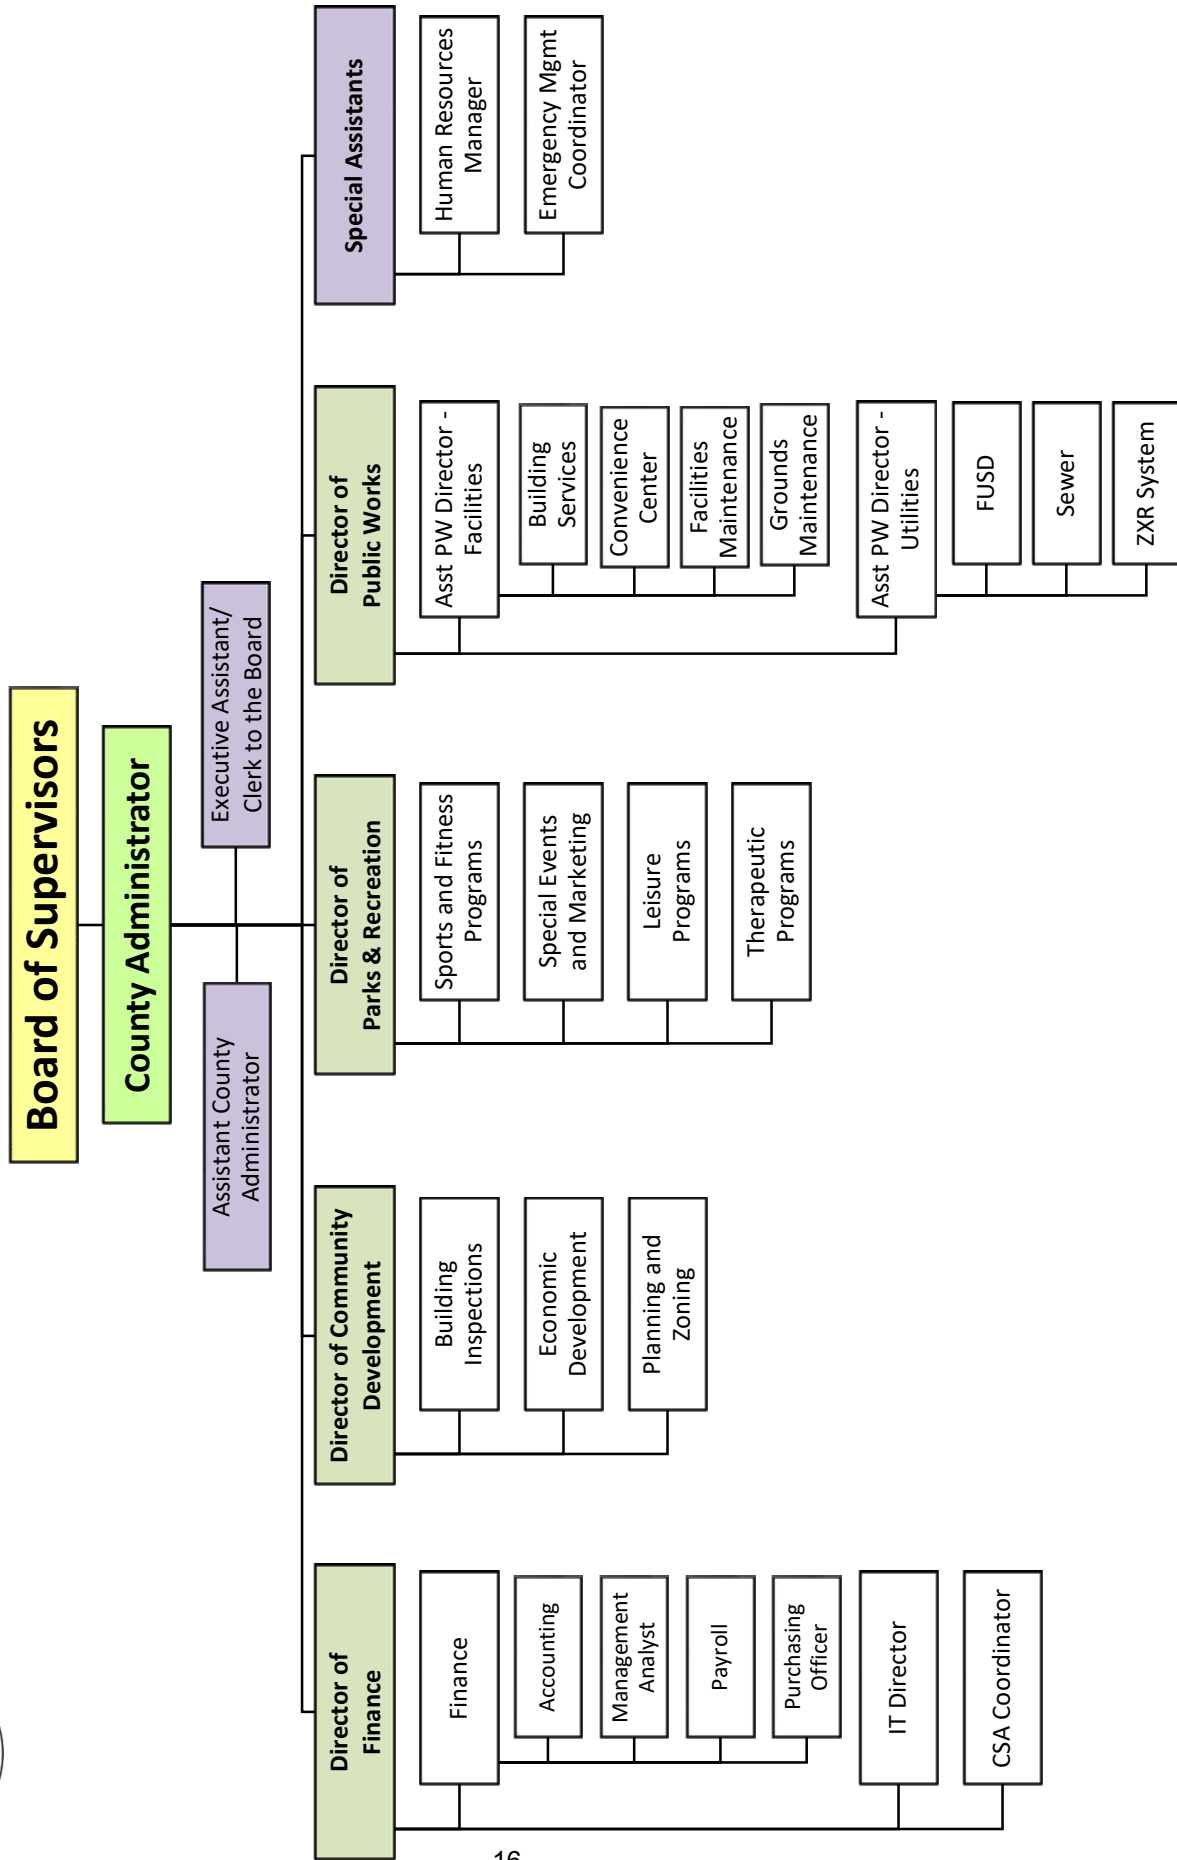 Board of Supervisors
County Administrator
Assistant County
Administrator
Executive Assistant/
Clerk to the Board
Director of
Finance
Finance
Accounting
Management
Analyst
Payroll
Purchasing
Officer
IT Director
CSA Coordinator
Director of Community
Development
Building
Inspections
Economic
Development
Planning and
Zoning
Director of
Parks & Recreation
Sports and Fitness
Programs
Special Events
and Marketing
Leisure
Programs
Therapeutic
Programs
Director of
Public Works
Asst PW Director -
Facilities
Building
Services
Convenience
Center
Facilities
Maintenance
Grounds
Maintenance
Asst PW Director -
Utilities
FUSD
Sewer
ZXR System
Special Assistants
Human Resources
Manager
Emergency Mgmt
Coordinator
16